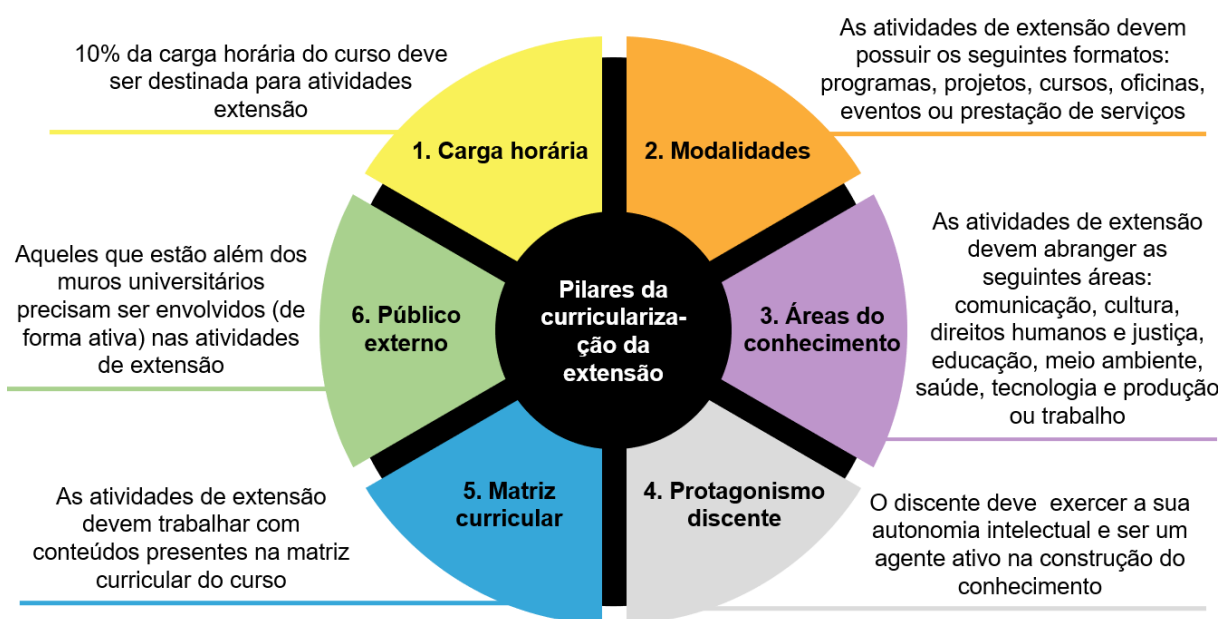 10% da carga horária do curso deve
ser destinada para atividades
extensão
1. Carga horária
As atividades de extensão devem
possuir os seguintes formatos:
programas, projetos, cursos, oficinas,
eventos ou prestação de serviços
2. Modalidades
As atividades de extensão
devem abranger as
seguintes áreas:
comunicação, cultura,
direitos humanos e justiça,
educação, meio ambiente,
saúde, tecnologia e produção
ou trabalho
3. Áreas do
conhecimento
O discente deve exercer a sua
autonomia intelectual e ser um
agente ativo na construção do
conhecimento
4. Protagonismo
discente
As atividades de extensão
devem trabalhar com
conteúdos presentes na matriz
curricular do curso
5. Matriz
curricular
Aqueles que estão além dos
muros universitários
precisam ser envolvidos (de
forma ativa) nas atividades
de extensão
6. Público
externo
Pilares da
curriculariza-
ção da
extensão